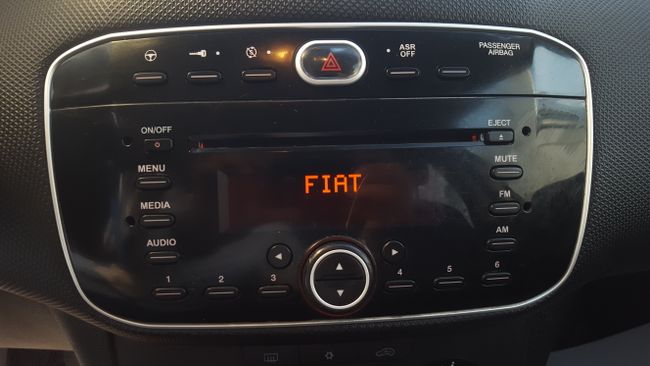 ASR
OFF
PASSENGER
AIRBAG
ON/OFF
EJECT
MENU
MUTE
FIAT
MEDIA
FM
AUDIO
AM
1 2 3 4 5 6